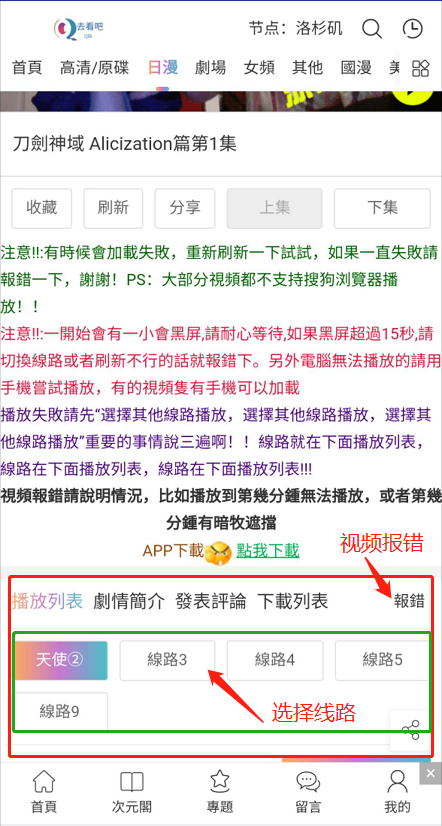 去看吧
节点：洛杉矶
首頁 高清/原碟 日漫 劇場 女頻 其他 國漫
刀劍神域 Alicization篇第1集
收藏 刷新 分享 上集 下集
注意!!:有時候會加載失敗，重新刷新一下試試，如果一直失敗請
報錯一下，謝謝！PS：大部分視頻都不支持搜狗浏覽器播
放！！
注意!!:一開始會有一小會黑屏,請耐心等待,如果黑屏超過15秒,請
切換線路或者刷新不行的話就報錯下。另外電腦無法播放的請用
手機嘗試播放，有的視頻隻有手機可以加載
播放失敗請先“選擇其他線路播放，選擇其他線路播放，選擇其
他線路播放”重要的事情說三遍啊！！線路就在下面播放列表，
線路在下面播放列表，線路在下面播放列表!!!
視頻報錯請說明情況，比如播放到第幾分鍾無法播放，或者第幾
分鍾有暗牧遮擋
APP下載 點我下載
视频报错
播放列表 劇情簡介 發表評論 下載列表 報錯
天使② 線路3 線路4 線路5
选择线路
線路9
首頁 次元閣 專題 留言 我的